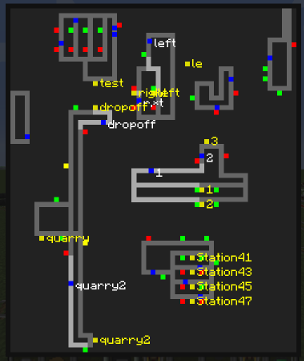 left
le
test
right
left
dropoff
dropoff
3
2
1
1
2
quarry
Station41
Station43
quarry2
Station45
Station47
quarry2